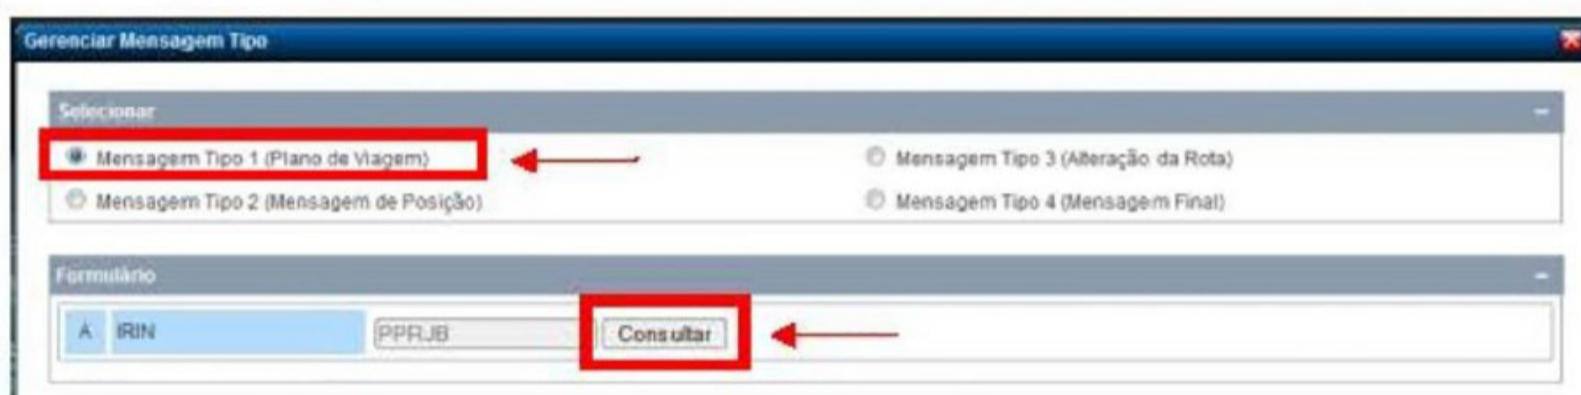 Gerenciar Mensagem Tipo
Selecionar
Mensagem Tipo 1 (Plano de Viagem)
Mensagem Tipo 3 (Alteração da Rota)
Mensagem Tipo 2 (Mensagem de Posição)
Mensagem Tipo 4 (Mensagem Final)
Formulário
A IRIN PPRJB Consultar